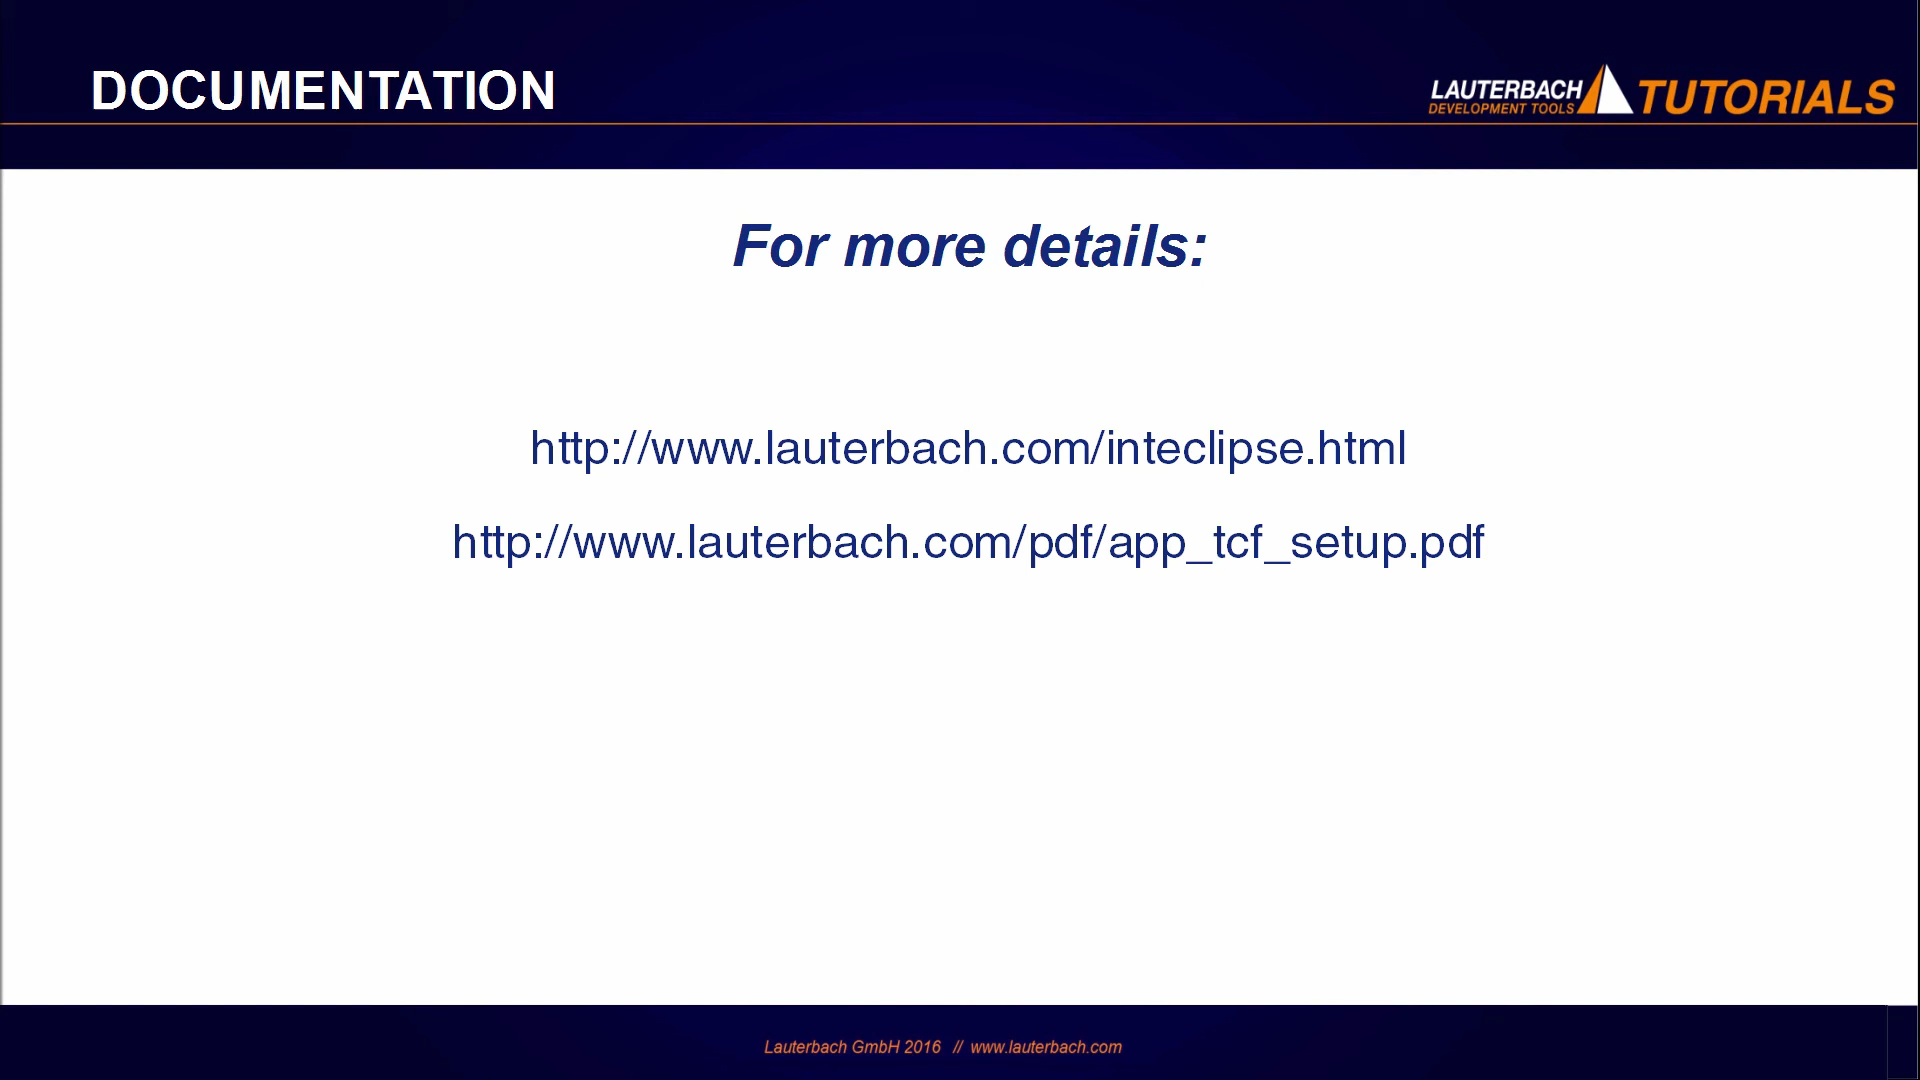 DOCUMENTATION
LAUTERBACH
DEVELOPMENT TOOLS
TUTORIALS
For more details:
http://www.lauterbach.com/inteclipse.html
http://www.lauterbach.com/pdf/app_tcf_setup.pdf
Lauterbach GmbH 2016 // www.lauterbach.com